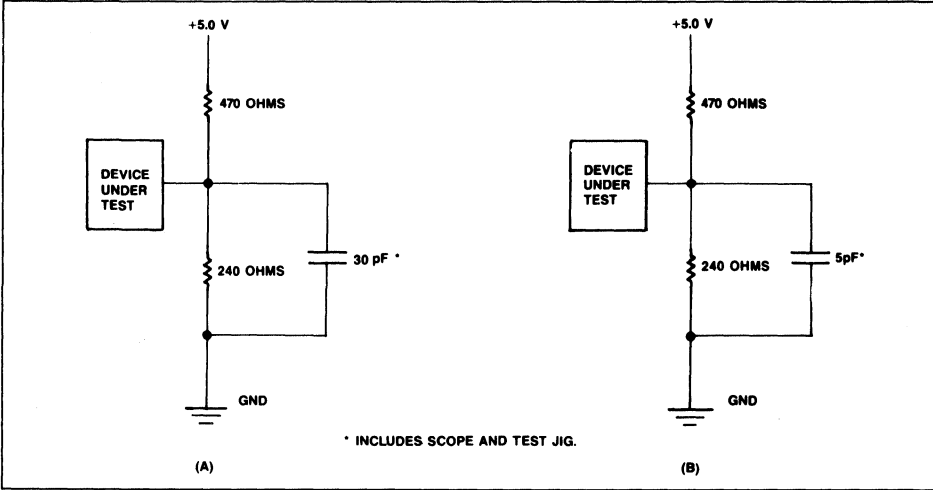 +5.0 V
470 OHMS
DEVICE
UNDER
TEST
30 pF *
240 OHMS
GND
(A)
+5.0 V
470 OHMS
DEVICE
UNDER
TEST
5pF*
240 OHMS
GND
(B)
* INCLUDES SCOPE AND TEST JIG.